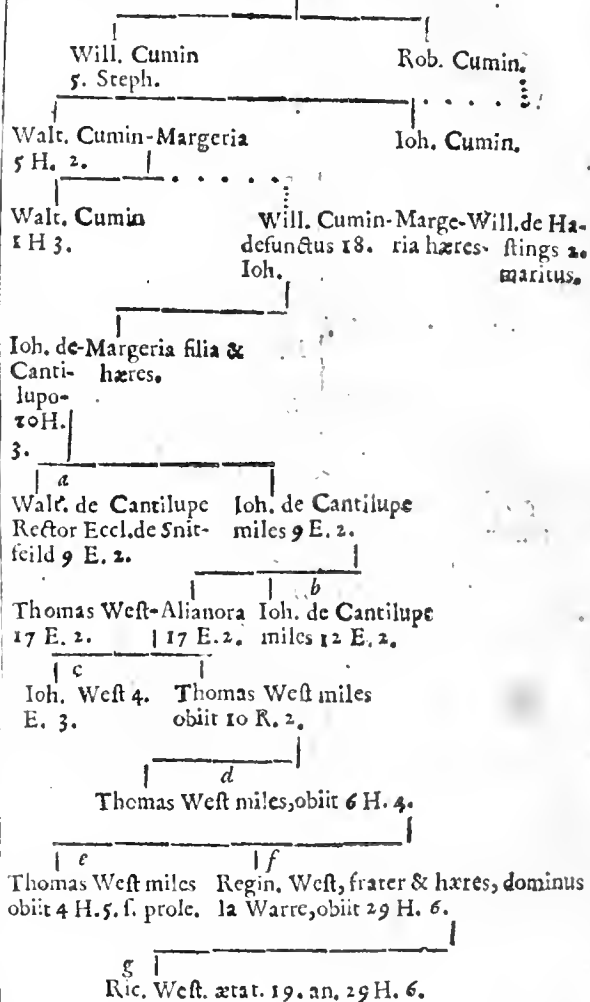 Will. Cumin Rob. Cumin.
5. Steph.
Walt. Cumin-Margeria Ioh. Cumin.
5 H. 2.
Walt. Cumin Will. Cumin-Marge-Will.de Ha-
1 H 3. defunctus 18. ria hæres- ſtings 2.
Ioh. maritus.
Ioh. de-Margeria filia &
Canti- hæres.
lupo-
20H.
3.
a
Walt. de Cantilupe Ioh. de Cantilupe
Rector Eccl.de Snit- miles 9 E. 2.
feild 9 E. 2.
b
Thomas Weſt-Alianora Ioh. de Cantilupe
17 E. 2. 17 E.2. miles 12 E. 2.
c
Ioh. Weſt 4. Thomas Weſt miles
E. 3. obiit 10 R. 2.
d
Thomas Weſt miles,obiit 6 H. 4.
e f
Thomas Weſt miles Regin. Weſt, frater & hæres, dominus
obiit 4 H.5. ſ. prole. la Warre,obiit 29 H. 6.
g
Ric. Weſt. ætat. 19. an. 29 H. 6.